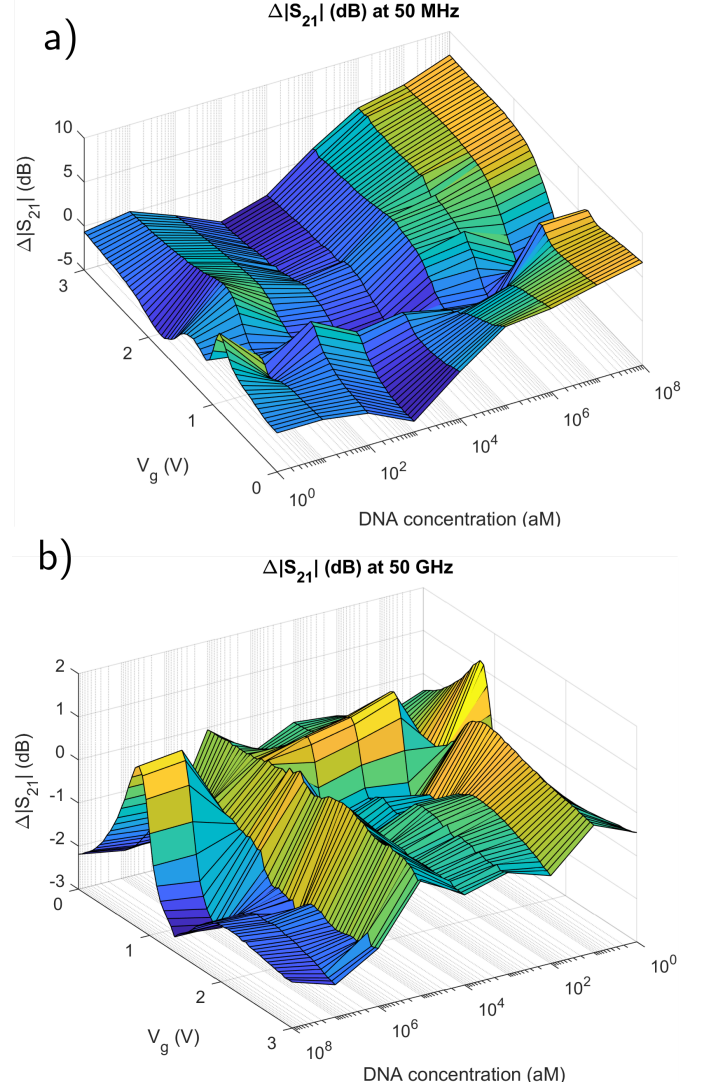 a)
Δ|S21| (dB) at 50 MHz
10
5
0
-5
Δ|S21| (dB)
3
2
1
0
Vg (V)
10^0
10^2
10^4
10^6
10^8
DNA concentration (aM)
b)
Δ|S21| (dB) at 50 GHz
2
1
0
-1
-2
-3
Δ|S21| (dB)
0
1
2
3
Vg (V)
10^8
10^6
10^4
10^2
10^0
DNA concentration (aM)